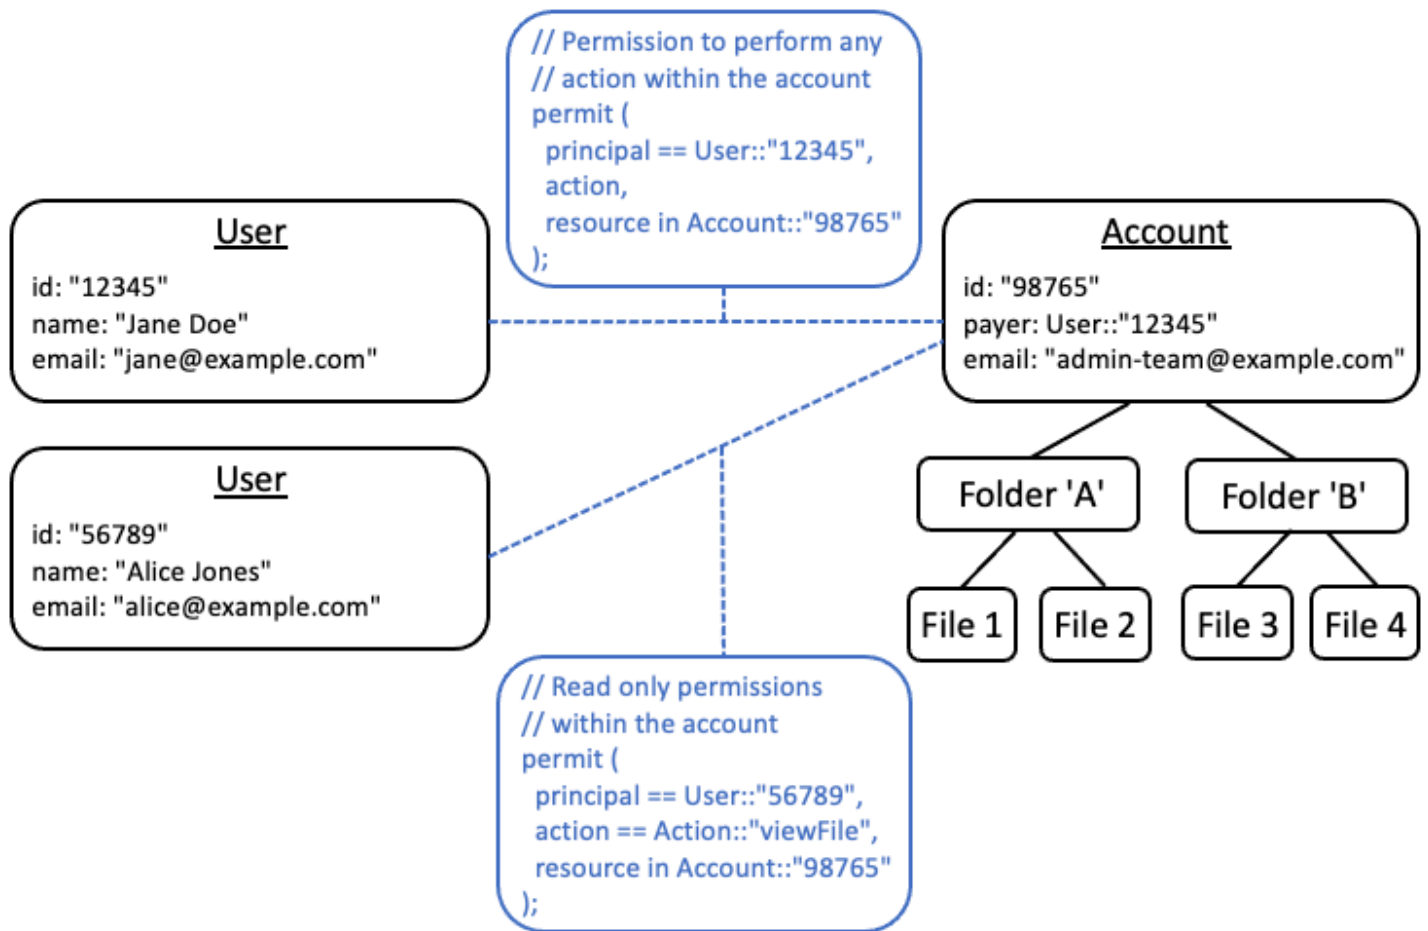 // Permission to perform any
// action within the account
permit (
principal == User::"12345",
action,
resource in Account::"98765"
);
User
id: "12345"
name: "Jane Doe"
email: "jane@example.com"
Account
id: "98765"
payer: User::"12345"
email: "admin-team@example.com"
User
id: "56789"
name: "Alice Jones"
email: "alice@example.com"
Folder 'A'
Folder 'B'
File 1
File 2
File 3
File 4
// Read only permissions
// within the account
permit (
principal == User::"56789",
action == Action::"viewFile",
resource in Account::"98765"
);